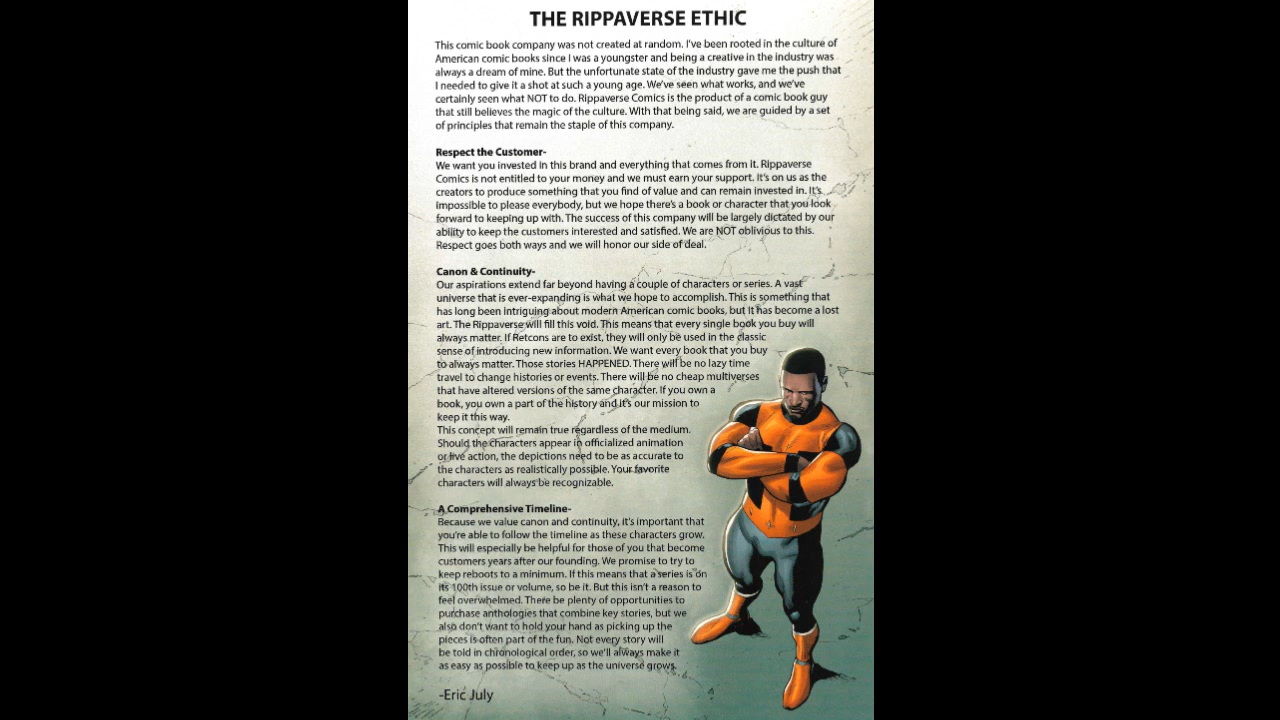 THE RIPPAVERSE ETHIC
This comic book company was not created at random. I've been rooted in the culture of
American comic books since I was a youngster and being a creative in the industry was
always a dream of mine. But the unfortunate state of the industry gave me the push that
I needed to give it a shot at such a young age. We've seen what works, and we've
certainly seen what NOT to do. Rippaverse Comics is the product of a comic book guy
that still believes the magic of the culture. With that being said, we are guided by a set
of principles that remain the staple of this company.
Respect the Customer-
We want you invested in this brand and everything that comes from it. Rippaverse
Comics is not entitled to your money and we must earn your support. It's on us as the
creators to produce something that you find of value and can remain invested in. It's
impossible to please everybody, but we hope there's a book or character that you look
forward to keeping up with. The success of this company will be largely dictated by our
ability to keep the customers interested and satisfied. We are NOT oblivious to this.
Respect goes both ways and we will honor our side of deal.
Canon & Continuity-
Our aspirations extend far beyond having a couple of characters or series. A vast
universe that is ever-expanding is what we hope to accomplish. This is something that
has long been intriguing about modern American comic books, but it has become a lost
art. The Rippaverse will fill this void. This means that every single book you buy will
always matter. If Retcons are to exist, they will only be used in the classic
sense of introducing new information. We want every book that you buy
to always matter. Those stories HAPPENED. There will be no lazy time
travel to change histories or events. There will be no cheap multiverses
that have altered versions of the same character. If you own a
book, you own a part of the history and it's our mission to
keep it this way.
This concept will remain true regardless of the medium.
Should the characters appear in officialized animation
or live action, the depictions need to be as accurate to
the characters as realistically possible. Your favorite
characters will always be recognizable.
A Comprehensive Timeline-
Because we value canon and continuity, it's important that
you're able to follow the timeline as these characters grow.
This will especially be helpful for those of you that become
customers years after our founding. We promise to try to
keep reboots to a minimum. If this means that a series is on
its 100th issue or volume, so be it. But this isn't a reason to
feel overwhelmed. There be plenty of opportunities to
purchase anthologies that combine key stories, but we
also don't want to hold your hand as picking up the
pieces is often part of the fun. Not every story will
be told in chronological order, so we'll always make it
as easy as possible to keep up as the universe grows.
-Eric July